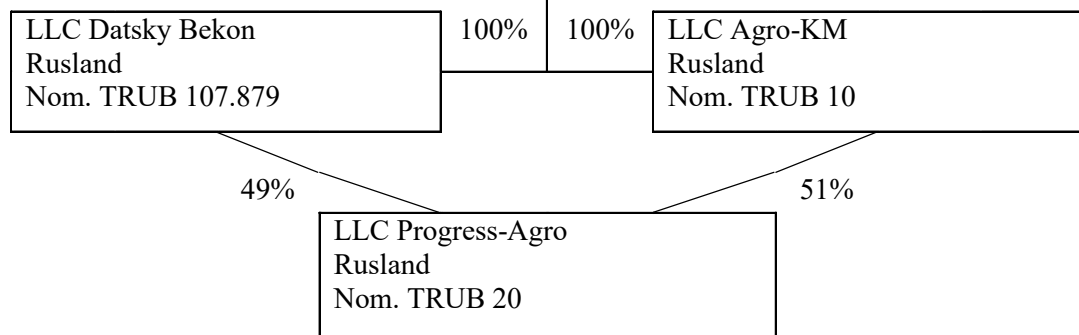 LLC Datsky Bekon
Rusland
Nom. TRUB 107.879
100%
100%
LLC Agro-KM
Rusland
Nom. TRUB 10
49%
51%
LLC Progress-Agro
Rusland
Nom. TRUB 20